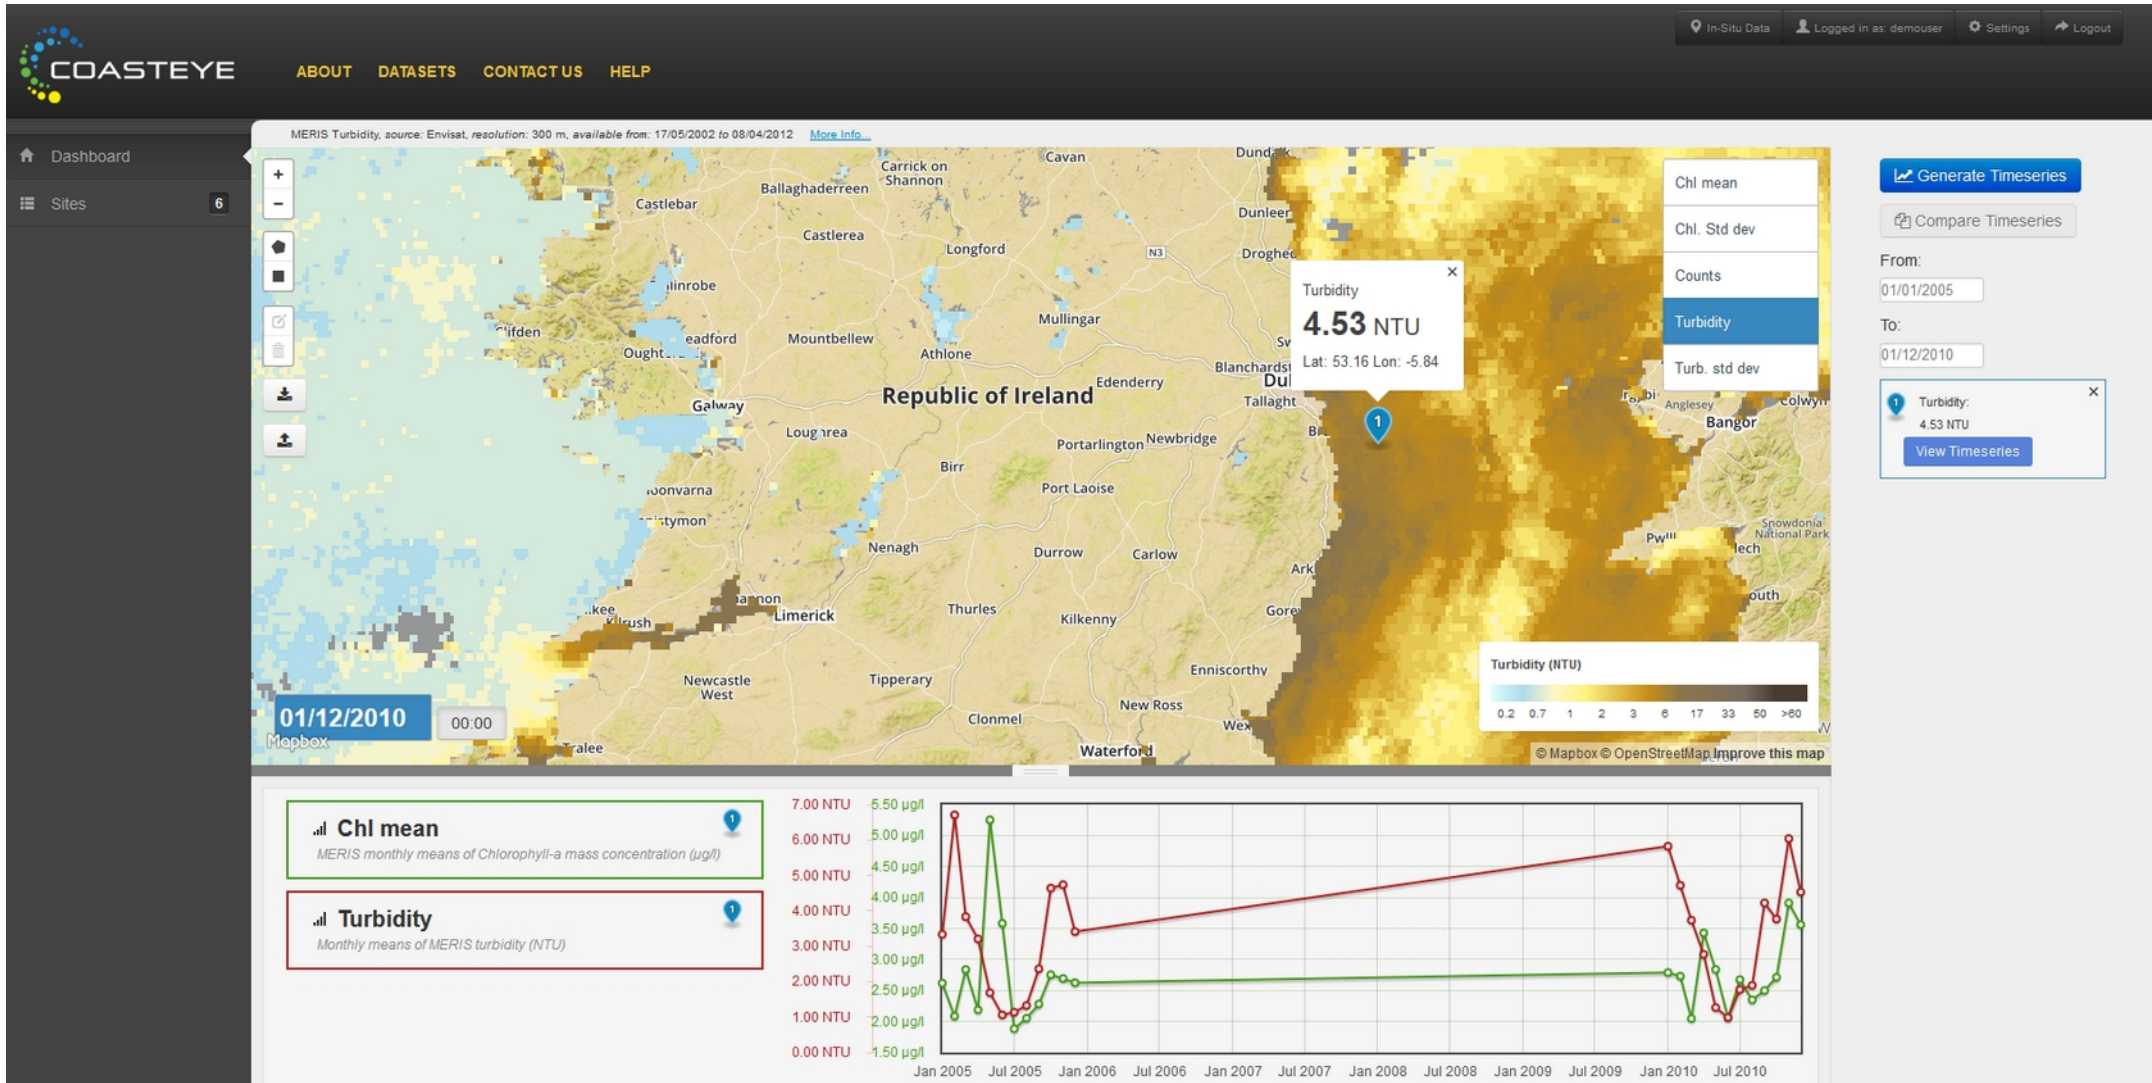 In-Situ Data Logged in as: demouser Settings Logout
COASTEYE
ABOUT DATASETS CONTACT US HELP
MERIS Turbidity, source: Envisat, resolution: 300 m, available from: 17/05/2002 to 08/04/2012 More Info...
Dashboard
Sites 6
+
−
Cavan
Carrick on
Shannon
Ballaghaderreen
Castlebar
Castlerea
Longford
N3
Dunleer
Mullingar
Mountbellew
Athlone
Clifden
Republic of Ireland
Edenderry
Galway
Tallaght
Portarlington Newbridge
Birr
Port Laoise
Nenagh
Durrow
Carlow
Limerick
Thurles
Kilkenny
Enniscorthy
Newcastle
West
Tipperary
Clonmel
New Ross
Waterford
Anglesey
Bangor
Snowdonia
National Park
Turbidity
4.53 NTU
Lat: 53.16 Lon: -5.84
1
Chl mean
Chl. Std dev
Counts
Turbidity
Turb. std dev
Turbidity (NTU)
0.2 0.7 1 2 3 6 17 33 50 >60
01/12/2010 00:00
Mapbox
© Mapbox © OpenStreetMap Improve this map
Generate Timeseries
Compare Timeseries
From:
01/01/2005
To:
01/12/2010
1 Turbidity:
4.53 NTU
View Timeseries
Chl mean 1
MERIS monthly means of Chlorophyll-a mass concentration (µg/l)
Turbidity 1
Monthly means of MERIS turbidity (NTU)
7.00 NTU
6.00 NTU
5.00 NTU
4.00 NTU
3.00 NTU
2.00 NTU
1.00 NTU
0.00 NTU
5.50 µg/l
5.00 µg/l
4.50 µg/l
4.00 µg/l
3.50 µg/l
3.00 µg/l
2.50 µg/l
2.00 µg/l
1.50 µg/l
Jan 2005 Jul 2005 Jan 2006 Jul 2006 Jan 2007 Jul 2007 Jan 2008 Jul 2008 Jan 2009 Jul 2009 Jan 2010 Jul 2010